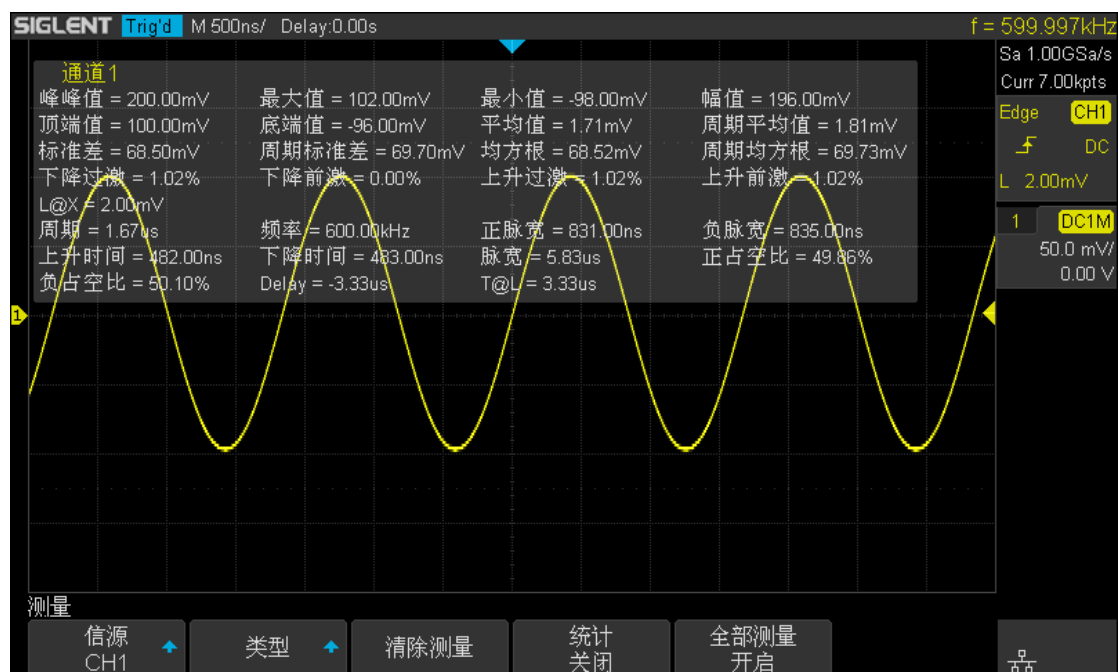 SIGLENT Trig'd M 500ns/ Delay:0.00s f = 599.997kHz
Sa 1.00GSa/s
Curr 7.00kpts
Edge CH1
DC
L 2.00mV
1 DC1M
50.0 mV/
0.00 V
通道1
峰峰值 = 200.00mV 最大值 = 102.00mV 最小值 = -98.00mV 幅值 = 196.00mV
顶端值 = 100.00mV 底端值 = -96.00mV 平均值 = 1.71mV 周期平均值 = 1.81mV
标准差 = 68.50mV 周期标准差 = 69.70mV 均方根 = 68.52mV 周期均方根 = 69.73mV
下降过激 = 1.02% 下降前激 = 0.00% 上升过激 = 1.02% 上升前激 = 1.02%
L@X = 2.00mV
周期 = 1.67us 频率 = 600.00kHz 正脉宽 = 831.00ns 负脉宽 = 835.00ns
上升时间 = 482.00ns 下降时间 = 483.00ns 脉宽 = 5.83us 正占空比 = 49.86%
负占空比 = 50.10% Delay = -3.33us T@L = 3.33us
1
测量
信源 类型 清除测量 统计 全部测量
CH1 关闭 开启